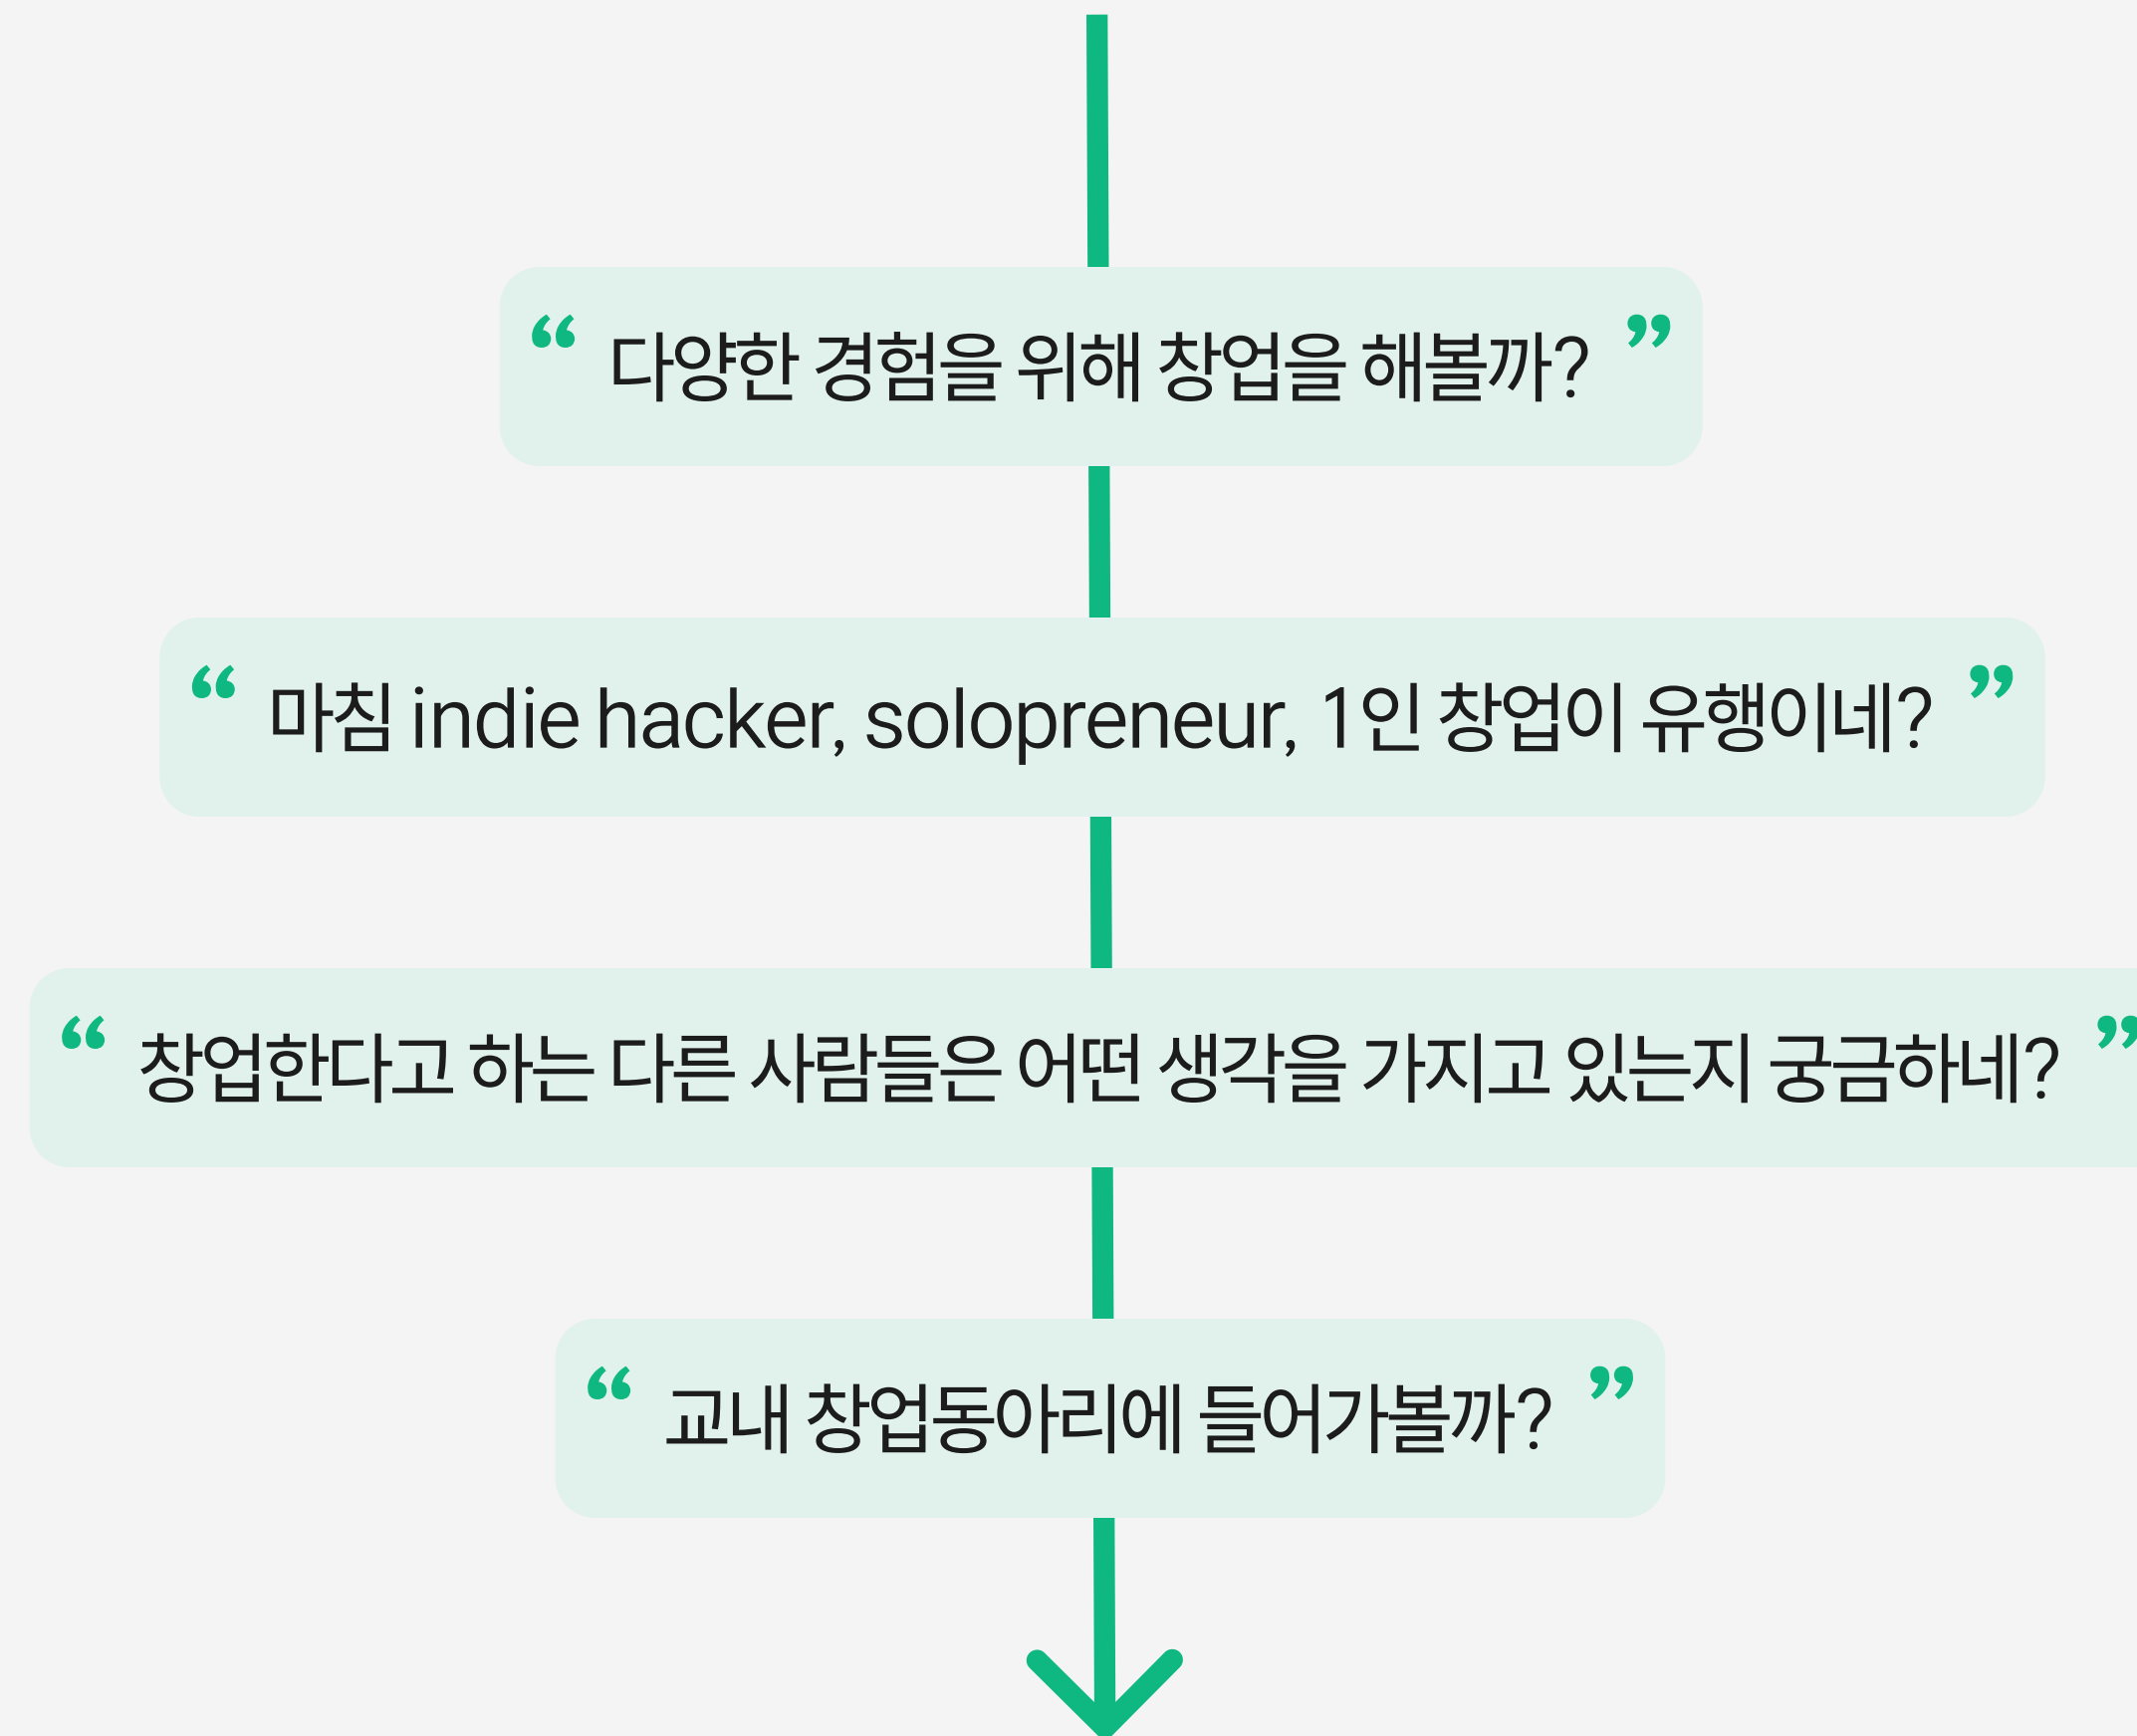 “ 다양한 경험을 위해 창업을 해볼까? ”
“ 마침 indie hacker, solopreneur, 1인 창업이 유행이네? ”
“ 창업한다고 하는 다른 사람들은 어떤 생각을 가지고 있는지 궁금하네? ”
“ 교내 창업동아리에 들어가볼까? ”